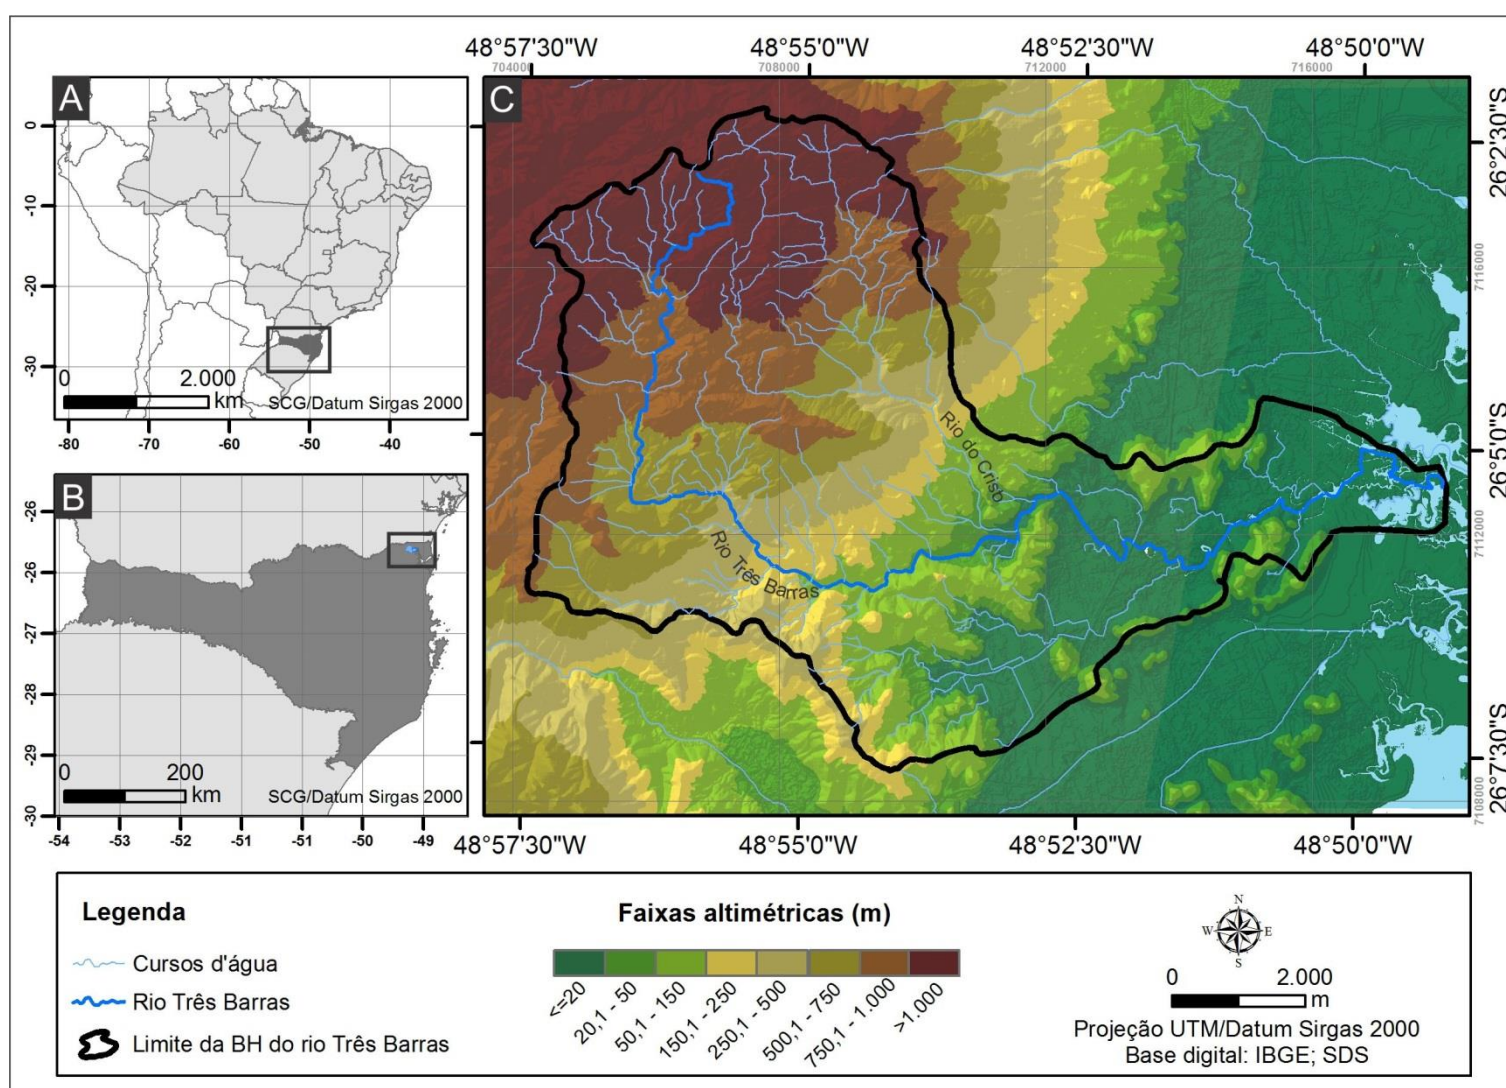 A
0
-10
-20
-30
0 2.000
km
SCG/Datum Sirgas 2000
-80 -70 -60 -50 -40
B
-26
-26
-27
-28
-29
-30
0 200
km
SCG/Datum Sirgas 2000
-54 -53 -52 -51 -50 -49
48°57'30"W 48°55'0"W 48°52'30"W 48°50'0"W
704000 708000 712000 716000
C
26°2'30"S
7116000
26°5'0"S
7112000
26°7'30"S
7108000
Rio do Cristo
Rio Três Barras
48°57'30"W 48°55'0"W 48°52'30"W 48°50'0"W
Legenda
Cursos d'água
Rio Três Barras
Limite da BH do rio Três Barras
Faixas altimétricas (m)
<=20
20,1 - 50
50,1 - 150
150,1 - 250
250,1 - 500
500,1 - 750
750,1 - 1.000
>1.000
N
W E
S
0 2.000
m
Projeção UTM/Datum Sirgas 2000
Base digital: IBGE; SDS